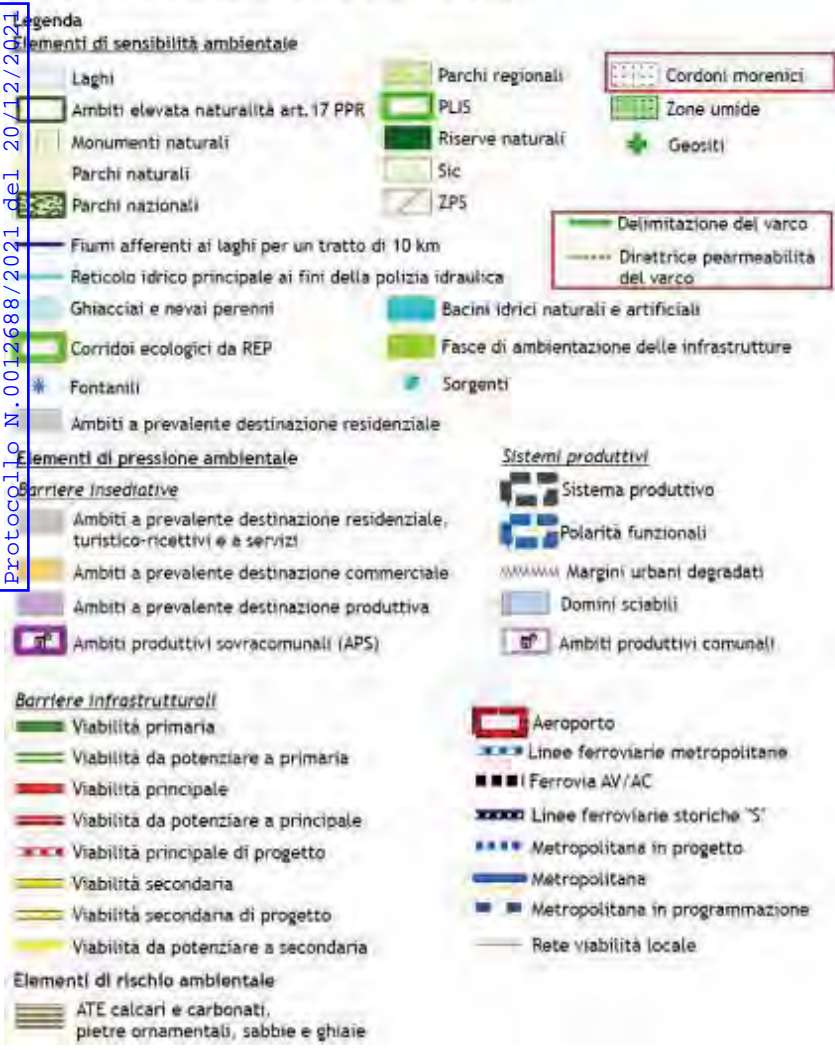 Legenda
Elementi di sensibilità ambientale
Laghi
Ambiti elevata naturalità art.17 PPR
Monumenti naturali
Parchi naturali
Parchi nazionali
Parchi regionali
PLIS
Riserve naturali
Sic
ZPS
Cordoni morenici
Zone umide
Geositi
Delimitazione del varco
Direttrice pearmeabilità
del varco
Fiumi afferenti ai laghi per un tratto di 10 km
Reticolo idrico principale ai fini della polizia idraulica
Ghiacciai e nevai perenni
Bacini idrici naturali e artificiali
Corridoi ecologici da REP
Fasce di ambientazione delle infrastrutture
Fontanili
Sorgenti
Ambiti a prevalente destinazione residenziale
Elementi di pressione ambientale
Barriere insediative
Ambiti a prevalente destinazione residenziale,
turistico-ricettivi e a servizi
Ambiti a prevalente destinazione commerciale
Ambiti a prevalente destinazione produttiva
Ambiti produttivi sovracomunali (APS)
Sistemi produttivi
Sistema produttivo
Polarità funzionali
Margini urbani degradati
Domini sciabili
Ambiti produttivi comunali
Barriere infrastrutturali
Viabilità primaria
Viabilità da potenziare a primaria
Viabilità principale
Viabilità da potenziare a principale
Viabilità principale di progetto
Viabilità secondaria
Viabilità secondaria di progetto
Viabilità da potenziare a secondaria
Aeroporto
Linee ferroviarie metropolitane
Ferrovia AV/AC
Linee ferroviarie storiche "S"
Metropolitana in progetto
Metropolitana
Metropolitana in programmazione
Rete viabilità locale
Elementi di rischio ambientale
ATE calcari e carbonati,
pietre ornamentali, sabbie e ghiaie
Protocollo N.0012688/2021 del 20/12/2021